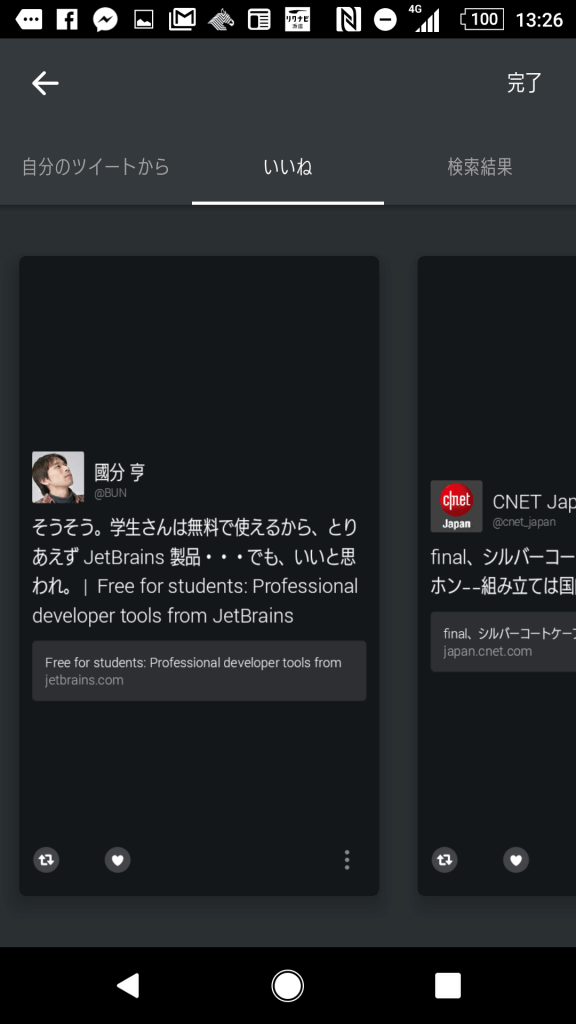 4G 100 13:26
完了
自分のツイートから いいね 検索結果
國分 亨
@BUN
そうそう。学生さんは無料で使えるから、とり
あえず JetBrains 製品・・・でも、いいと思
われ。 | Free for students: Professional
developer tools from JetBrains
Free for students: Professional developer tools from
jetbrains.com
c|net
Japan
CNET Jap
@cnet_japan
final、シルバーコー
ホン--組み立ては国
final、シルバーコートケーブ
japan.cnet.com